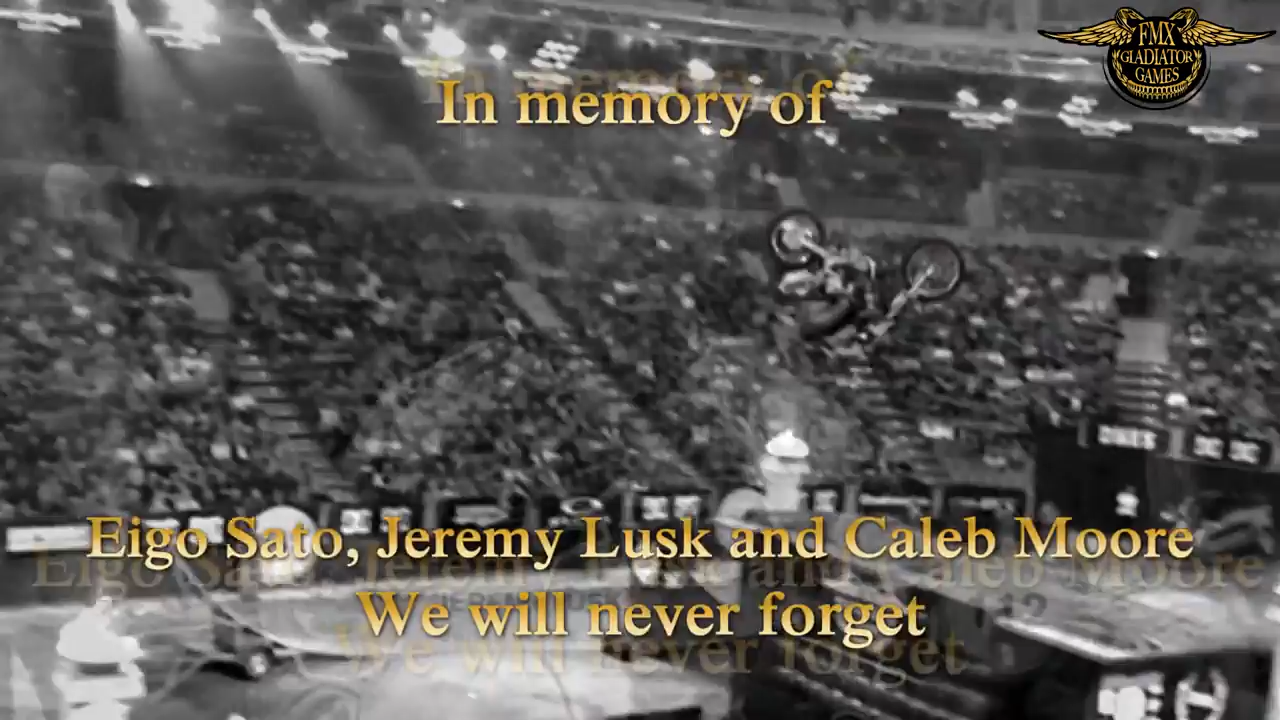 FMX
GLADIATOR
GAMES
In memory of
Eigo Sato, Jeremy Lusk and Caleb Moore
We will never forget